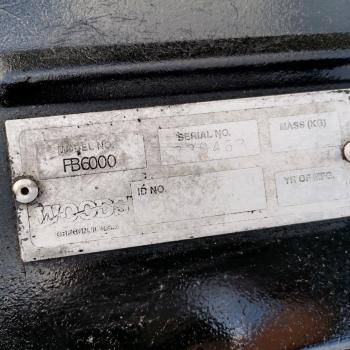 MODEL NO.
FB6000
SERIAL NO.
MASS (KG)
ID NO.
YR OF MFG.
WOODS